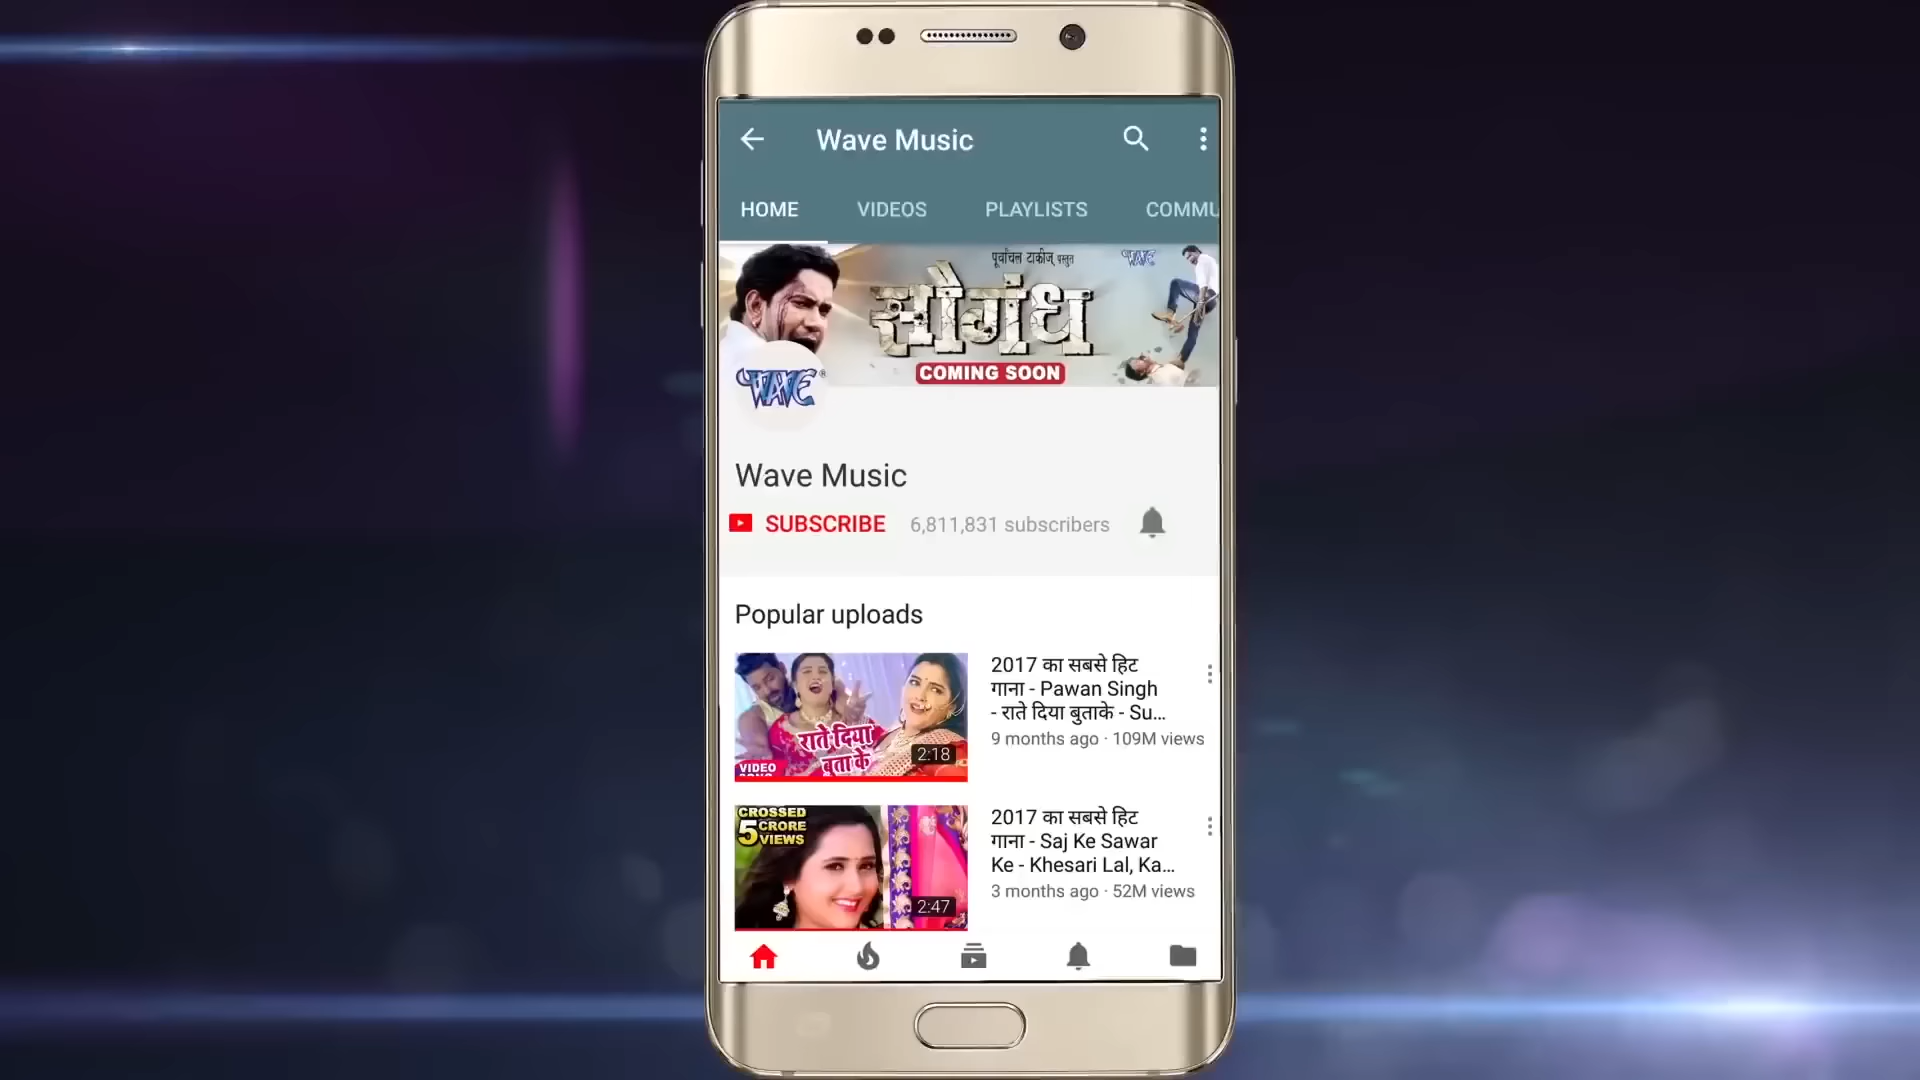 Wave Music
HOME VIDEOS PLAYLISTS COMMU
पूर्वांचल टाकीज् प्रस्तुत
WAVE
सौगंध
COMING SOON
WAVE®
Wave Music
SUBSCRIBE 6,811,831 subscribers
Popular uploads
राते दिया
बुता के
VIDEO
SONG
2:18
2017 का सबसे हिट
गाना - Pawan Singh
- राते दिया बुताके - Su...
9 months ago · 109M views
CROSSED
5 CRORE
VIEWS
2:47
2017 का सबसे हिट
गाना - Saj Ke Sawar
Ke - Khesari Lal, Ka...
3 months ago · 52M views